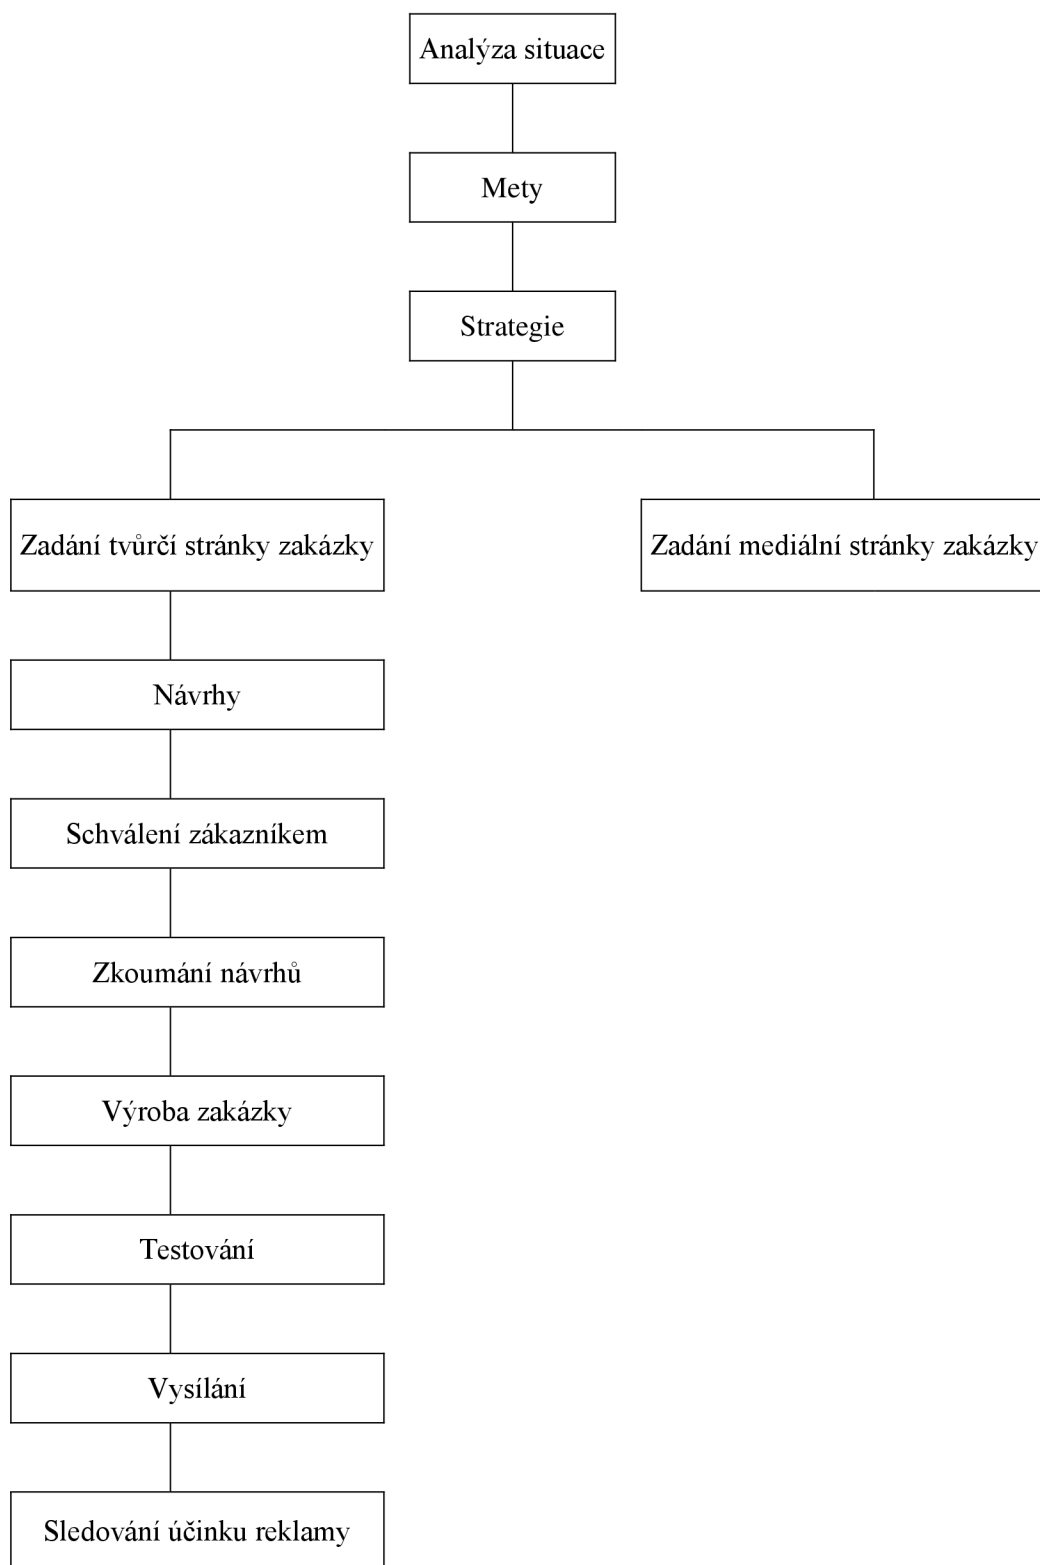 Analýza situace
Mety
Strategie
Zadání tvůrčí stránky zakázky
Zadání mediální stránky zakázky
Návrhy
Schválení zákazníkem
Zkoumání návrhů
Výroba zakázky
Testování
Vysílání
Sledování účinku reklamy